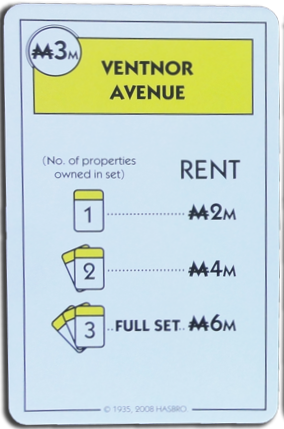 ₩3M
VENTNOR
AVENUE
(No. of properties
owned in set)
RENT
1 ₩2M
2 ₩4M
3 FULL SET ₩6M
© 1935, 2008 HASBRO